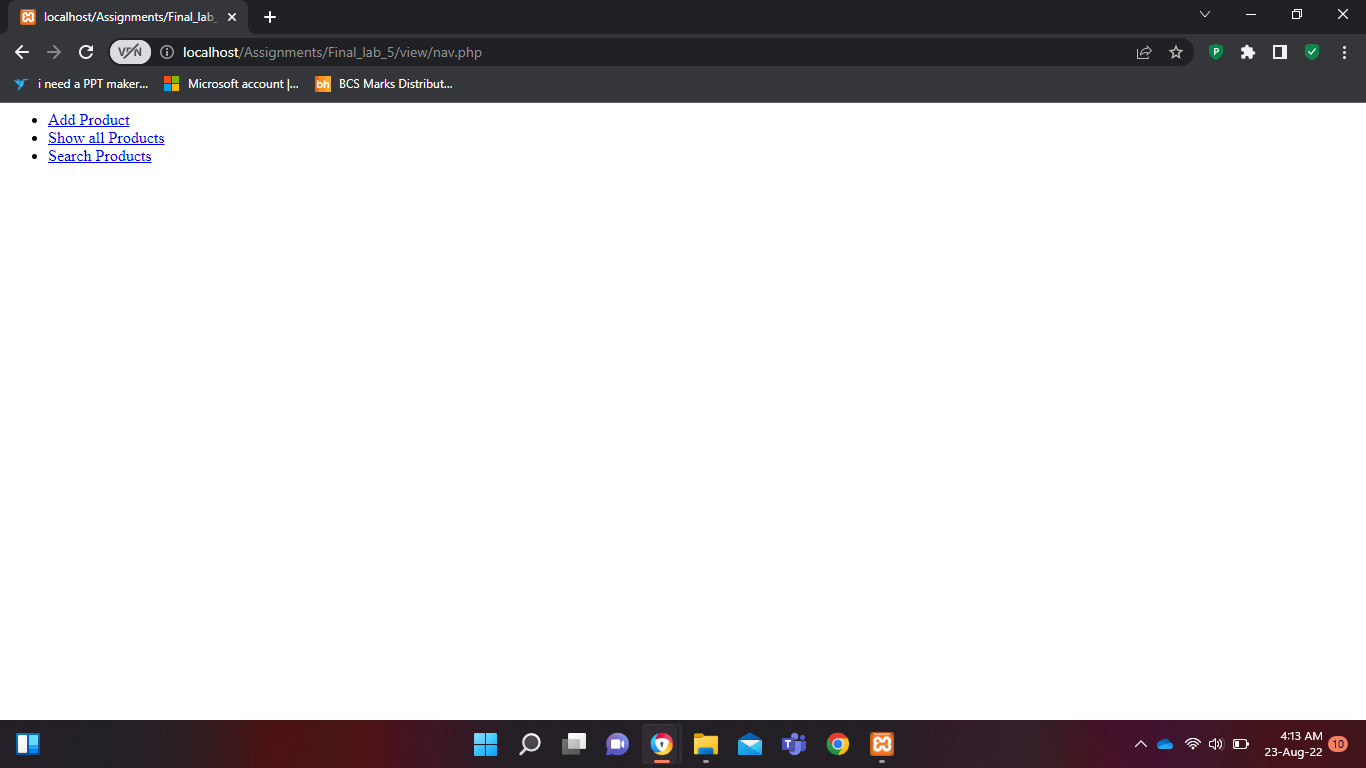 localhost/Assignments/Final_lab_
VPN
localhost/Assignments/Final_lab_5/view/nav.php
P
i need a PPT maker...
Microsoft account |...
bh
BCS Marks Distribut...
Add Product
Show all Products
Search Products
T
4:13 AM
23-Aug-22
10